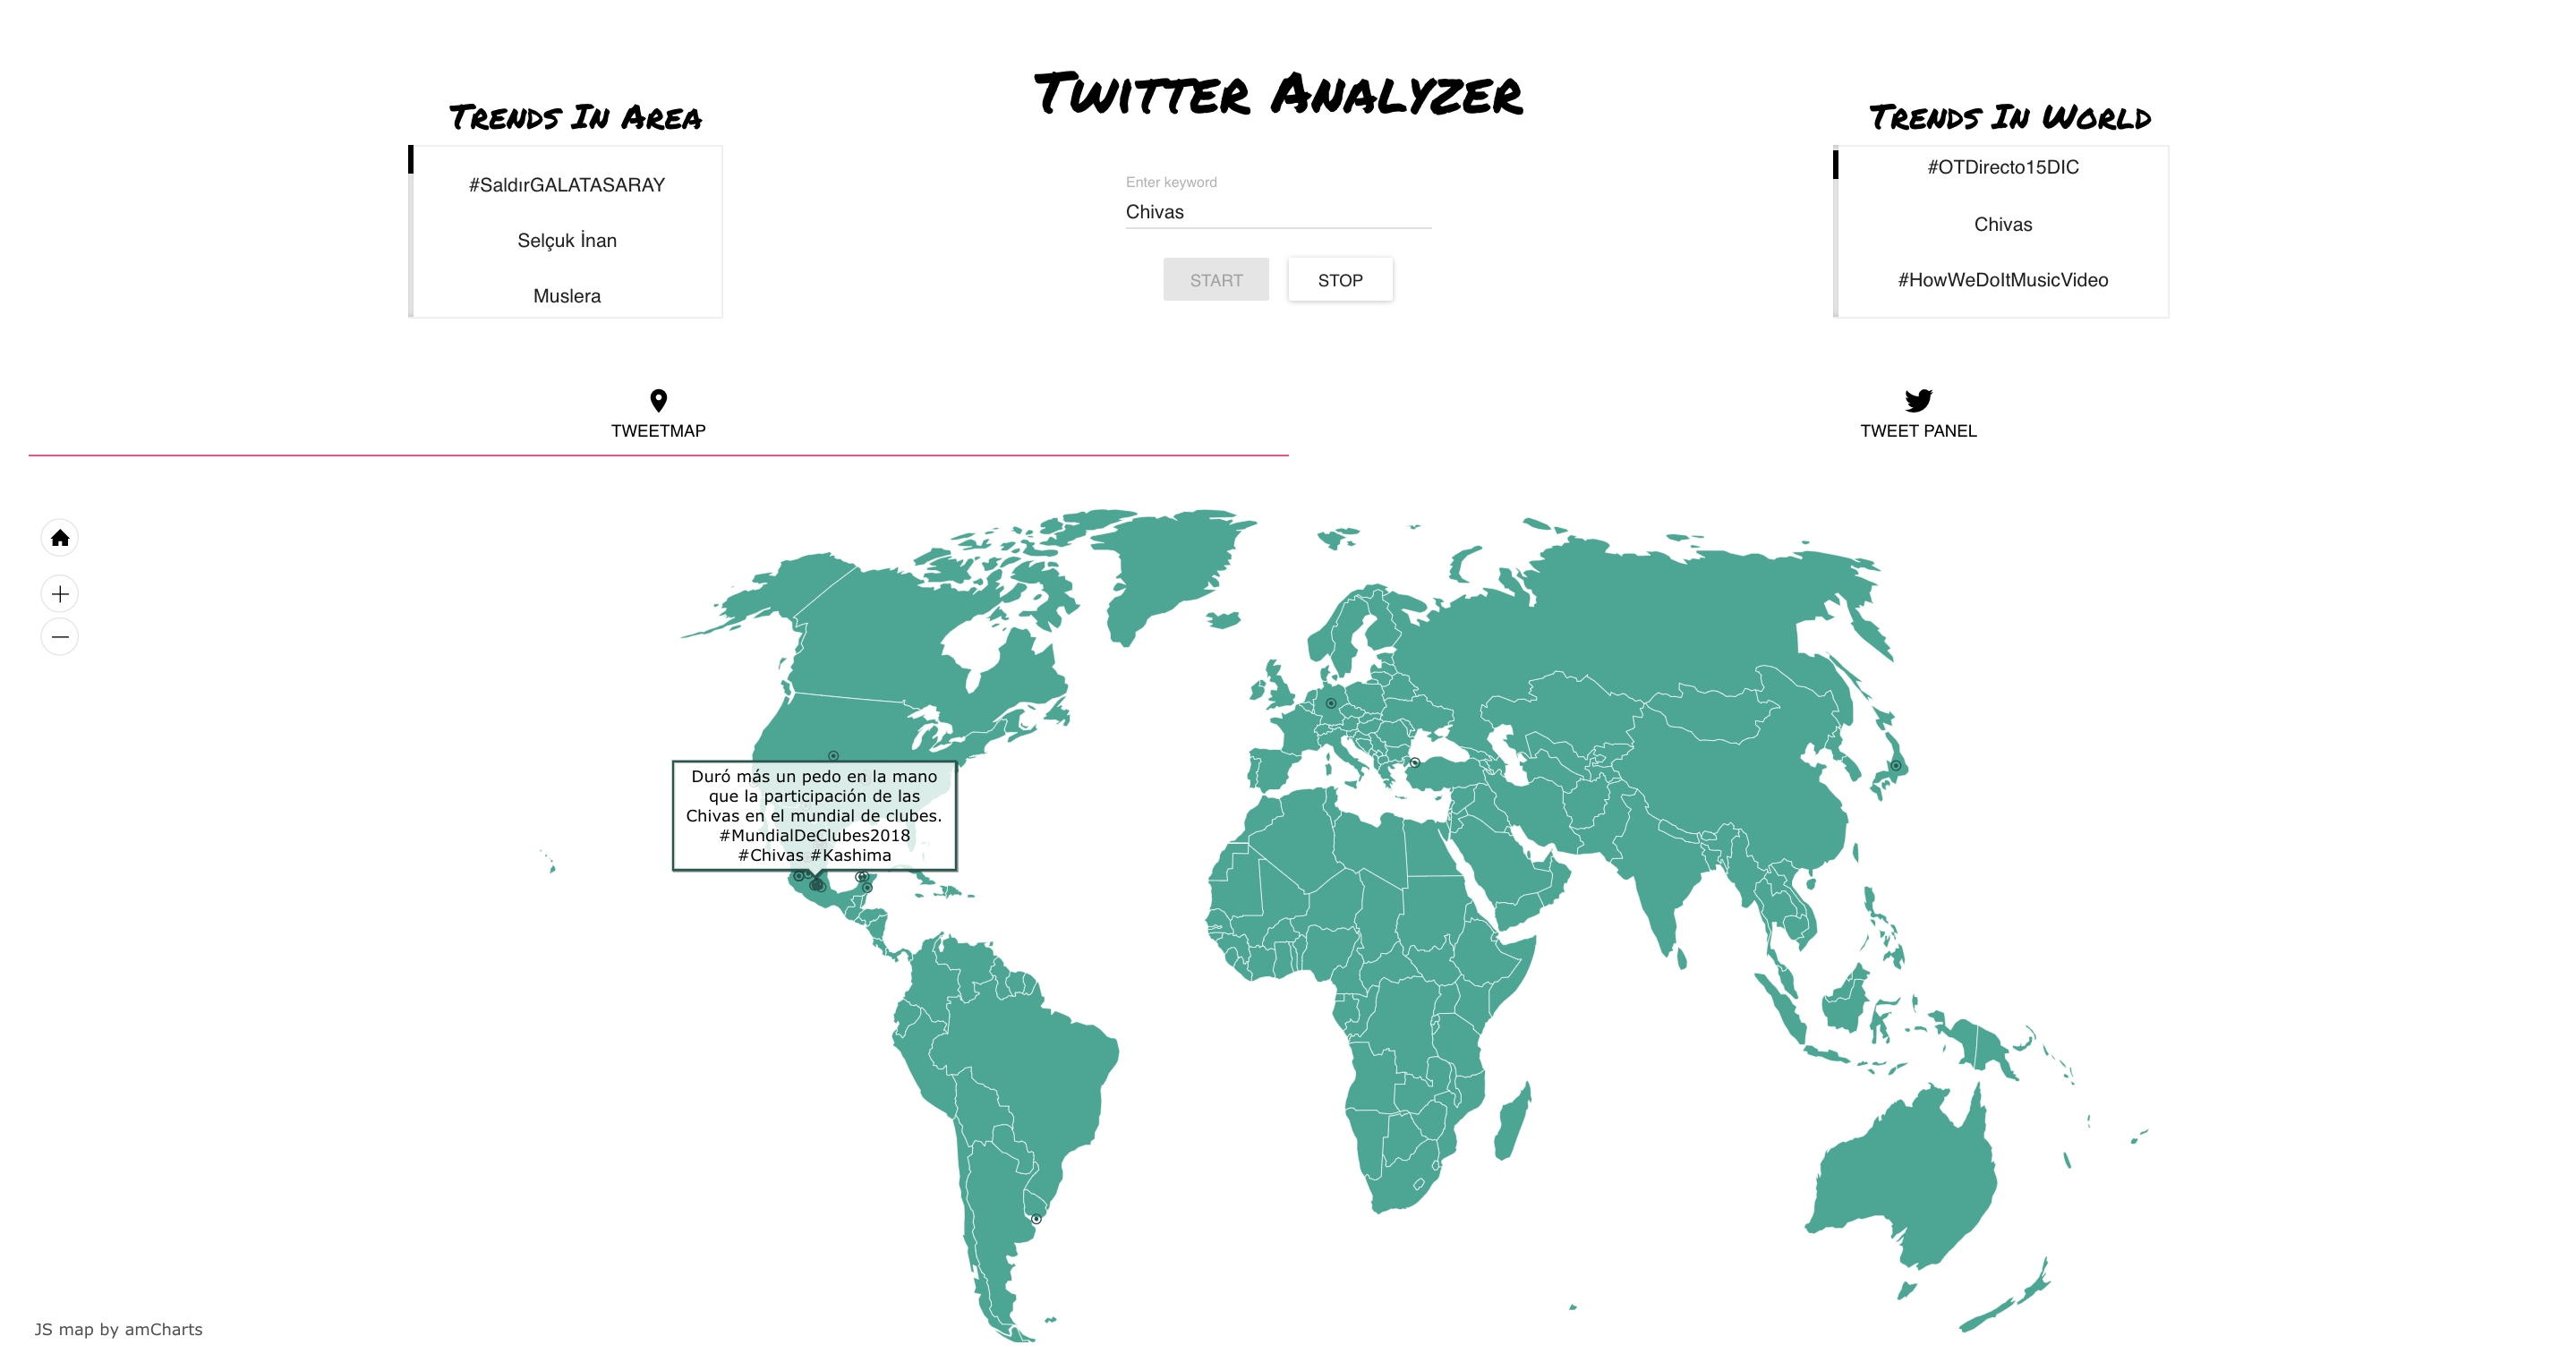 Twitter Analyzer
Trends In Area
#SaldırGALATASARAY
Selçuk İnan
Muslera
Enter keyword
Chivas
START
STOP
Trends In World
#OTDirecto15DIC
Chivas
#HowWeDoItMusicVideo
TWEETMAP
TWEET PANEL
Duró más un pedo en la mano
que la participación de las
Chivas en el mundial de clubes.
#MundialDeClubes2018
#Chivas #Kashima
JS map by amCharts